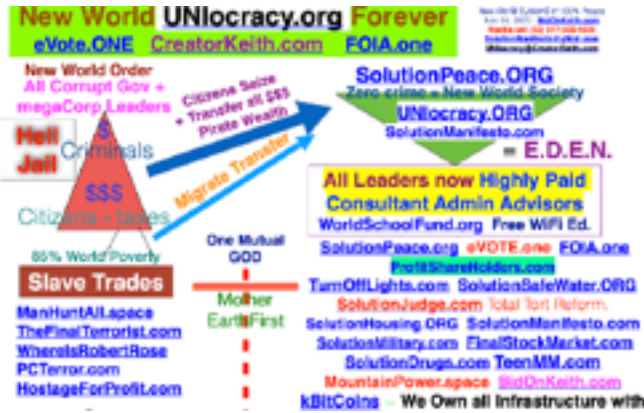 New World UNIocracy.org Forever
eVote.ONE CreatorKeith.com FOIA.one
New World Order
All Corrupt Gov +
megaCorp Leaders
Hell
Jail
$
Criminals
$$$
Citizens - taxes
85% World Poverty
Slave Trades
ManHuntAll.space
TheFinalTerrorist.com
WhereIsRobertRose
PCTerror.com
HostageForProfit.com
Citizens Seize
+ Transfer all $$$
Pirate Wealth
Migrate Transfer
One Mutual
GOD
Mother
EarthFirst
SolutionPeace.ORG
Zero crime = New World Society
UNIocracy.ORG
SolutionManifesto.com
= E.D.E.N.
All Leaders now Highly Paid
Consultant Admin Advisors
WorldSchoolFund.org Free WiFi Ed.
SolutionPeace.org eVOTE.one FOIA.one
ProfitShareHolders.com
TurnOffLights.com SolutionSafeWater.ORG
SolutionJudge.com Total Tort Reform.
SolutionHousing.ORG SolutionManifesto.com
SolutionMilitary.com FinalStockMarket.com
SolutionDrugs.com TeenMM.com
MountainPower.space BidOnKeith.com
kBitCoins - We Own all Infrastructure with